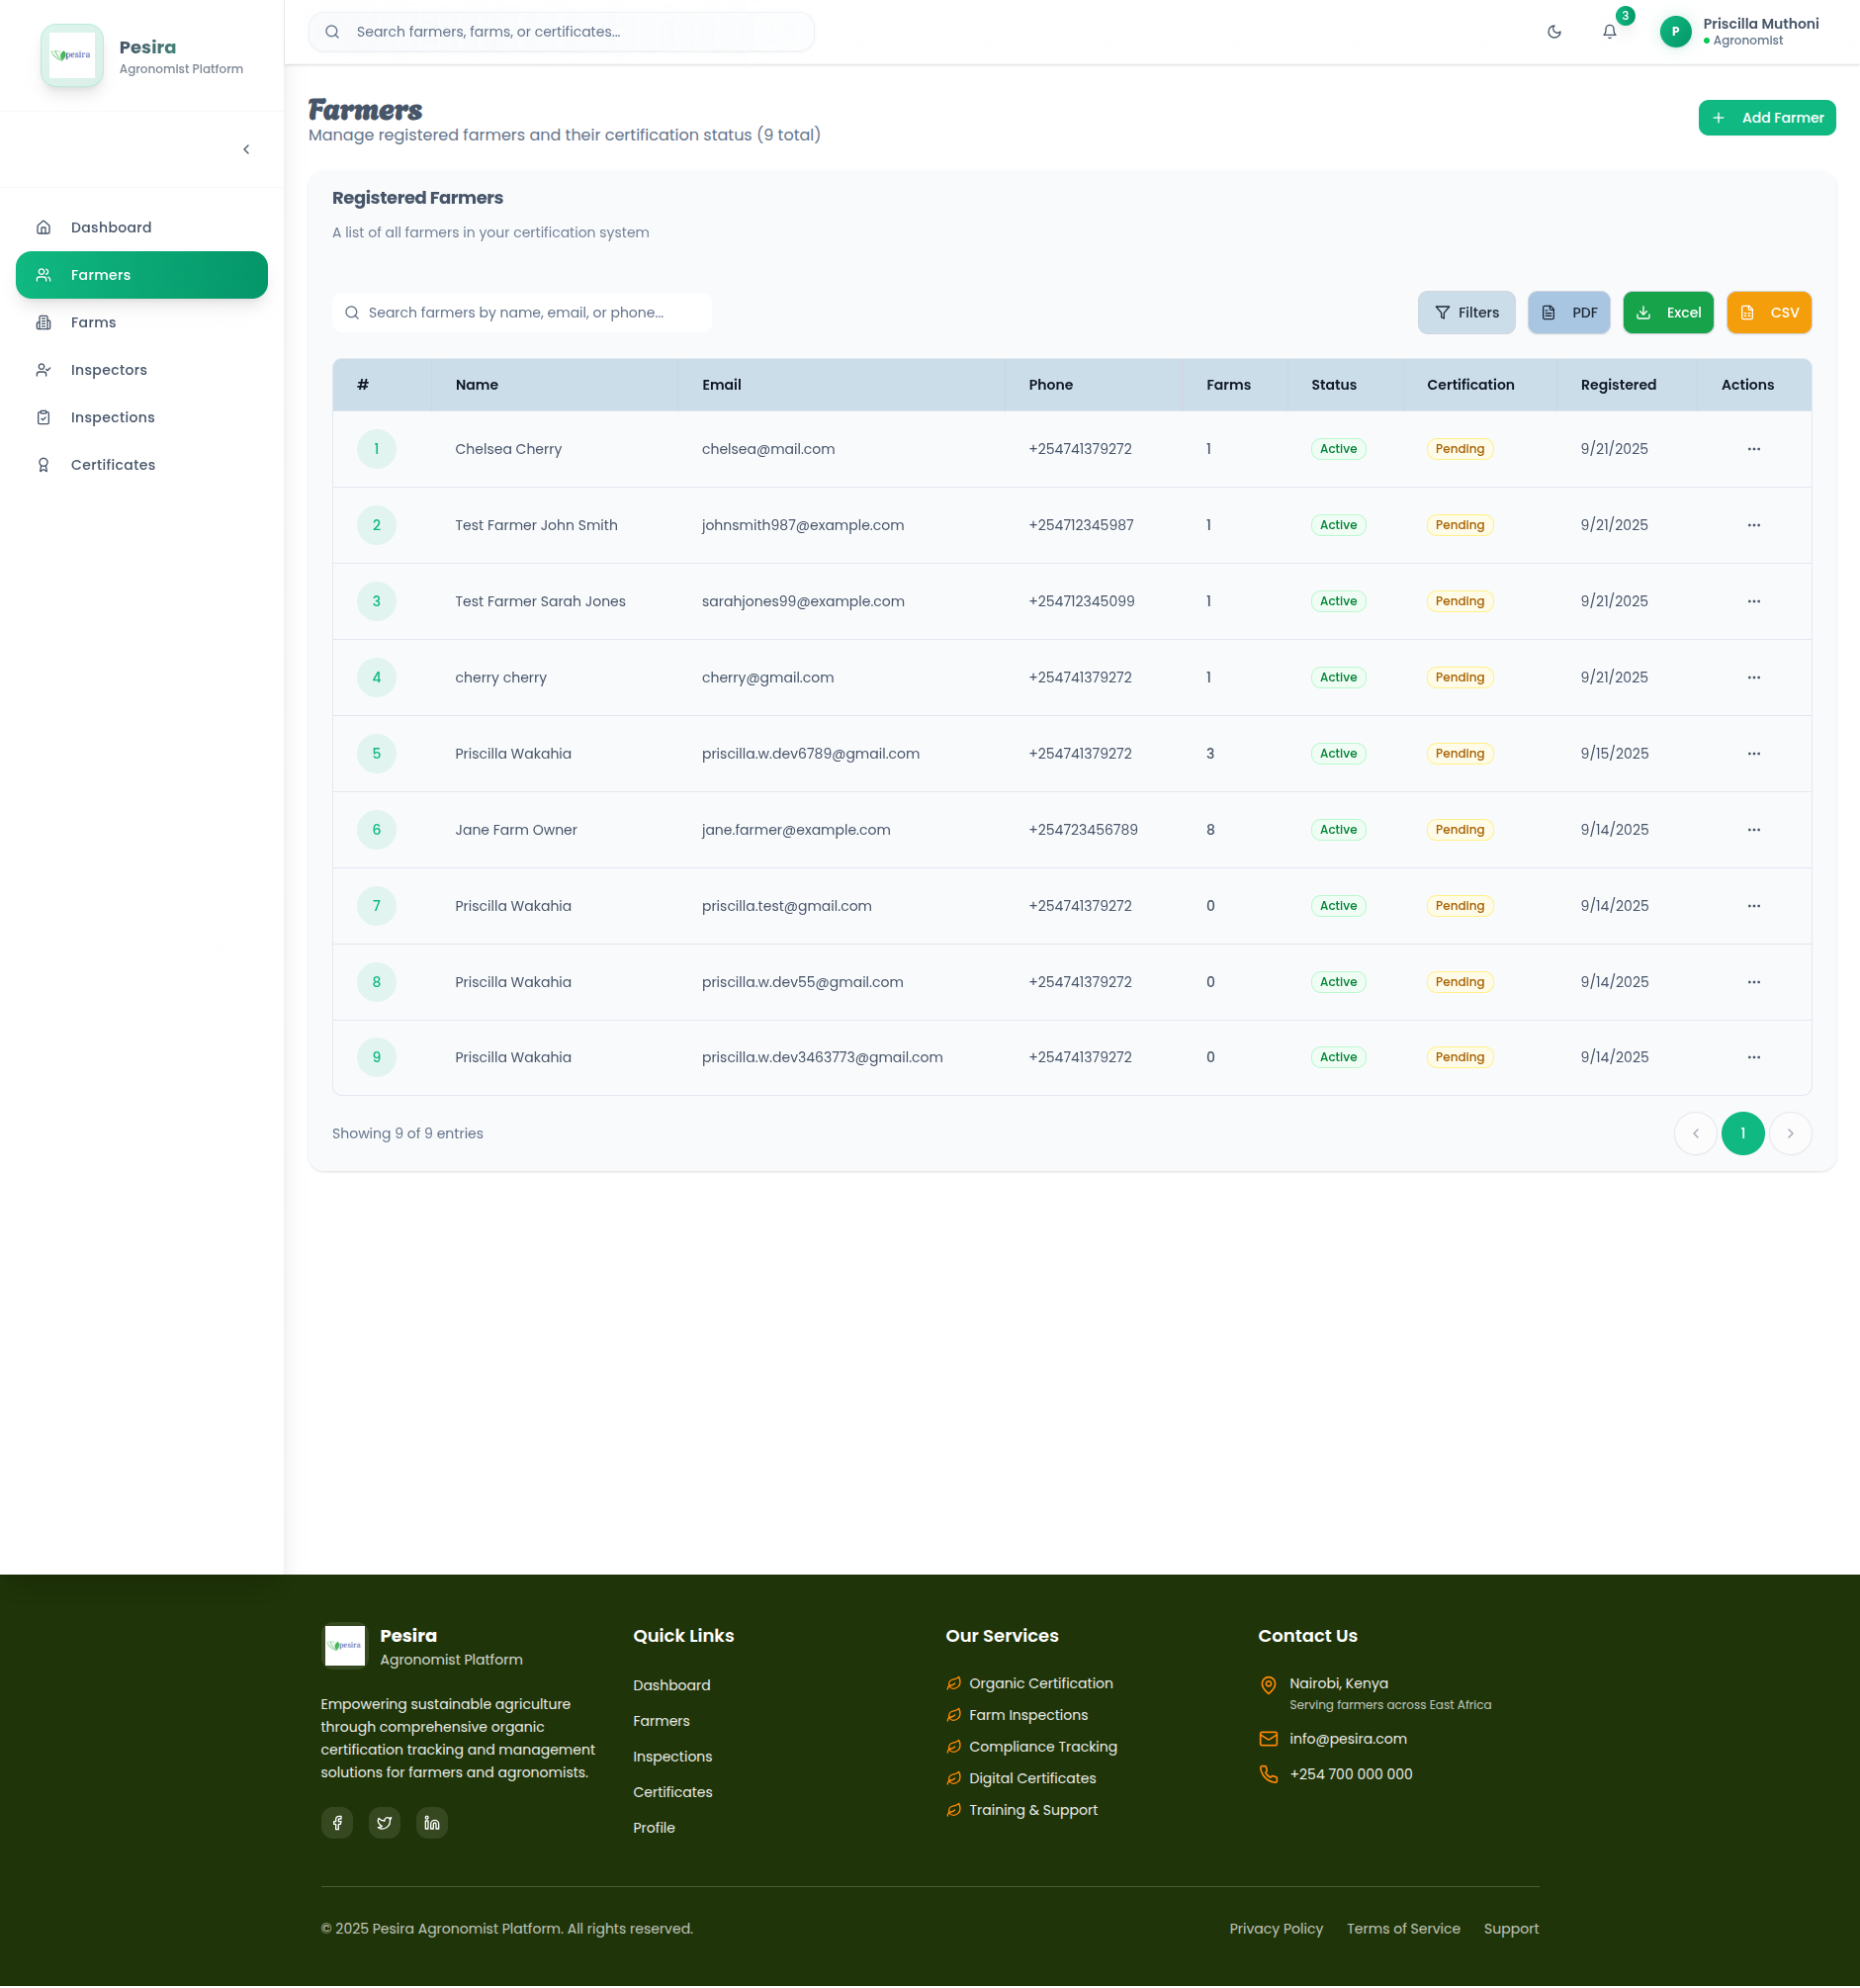 pesira
Pesira
Agronomist Platform
Search farmers, farms, or certificates...
3
P
Priscilla Muthoni
Agronomist
Dashboard
Farmers
Farms
Inspectors
Inspections
Certificates
Farmers
Manage registered farmers and their certification status (9 total)
Add Farmer
Registered Farmers
A list of all farmers in your certification system
Search farmers by name, email, or phone...
Filters
PDF
Excel
CSV
# Name Email Phone Farms Status Certification Registered Actions
1 Chelsea Cherry chelsea@mail.com +254741379272 1 Active Pending 9/21/2025 ...
2 Test Farmer John Smith johnsmith987@example.com +254712345987 1 Active Pending 9/21/2025 ...
3 Test Farmer Sarah Jones sarahjones99@example.com +254712345099 1 Active Pending 9/21/2025 ...
4 cherry cherry cherry@gmail.com +254741379272 1 Active Pending 9/21/2025 ...
5 Priscilla Wakahia priscilla.w.dev6789@gmail.com +254741379272 3 Active Pending 9/15/2025 ...
6 Jane Farm Owner jane.farmer@example.com +254723456789 8 Active Pending 9/14/2025 ...
7 Priscilla Wakahia priscilla.test@gmail.com +254741379272 0 Active Pending 9/14/2025 ...
8 Priscilla Wakahia priscilla.w.dev55@gmail.com +254741379272 0 Active Pending 9/14/2025 ...
9 Priscilla Wakahia priscilla.w.dev3463773@gmail.com +254741379272 0 Active Pending 9/14/2025 ...
Showing 9 of 9 entries
1
pesira
Pesira
Agronomist Platform
Empowering sustainable agriculture
through comprehensive organic
certification tracking and management
solutions for farmers and agronomists.
Quick Links
Dashboard
Farmers
Inspections
Certificates
Profile
Our Services
Organic Certification
Farm Inspections
Compliance Tracking
Digital Certificates
Training & Support
Contact Us
Nairobi, Kenya
Serving farmers across East Africa
info@pesira.com
+254 700 000 000
© 2025 Pesira Agronomist Platform. All rights reserved.
Privacy Policy
Terms of Service
Support